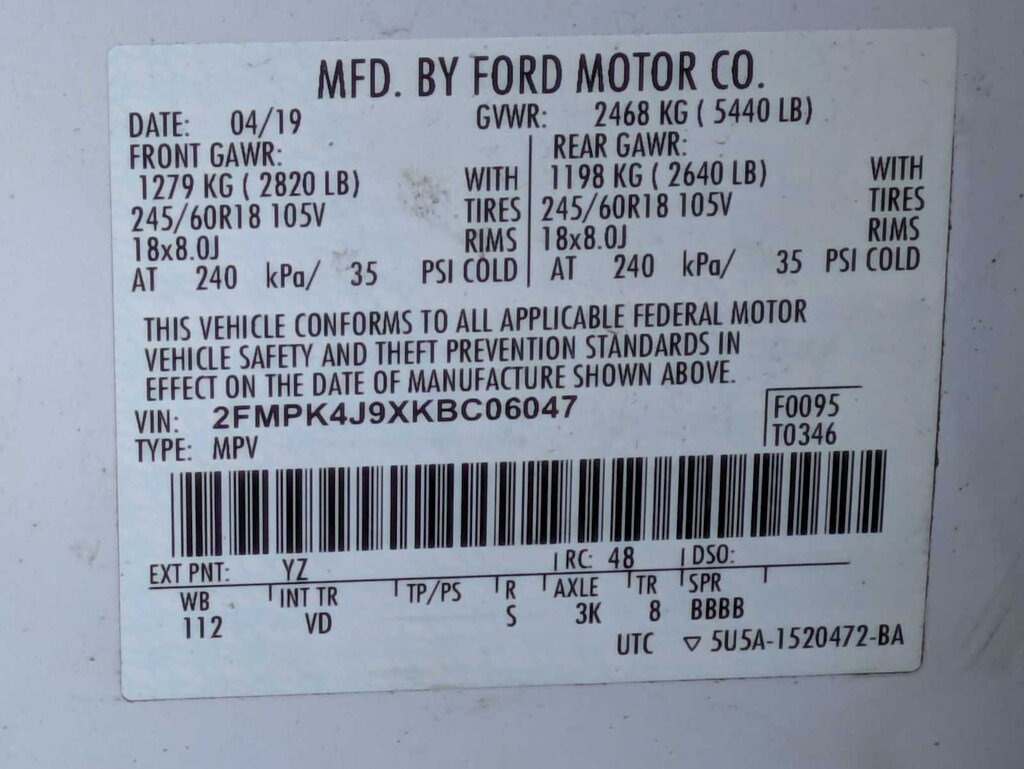 MFD. BY FORD MOTOR CO.
DATE: 04/19 GVWR: 2468 KG ( 5440 LB)
FRONT GAWR: REAR GAWR:
1279 KG ( 2820 LB) WITH 1198 KG ( 2640 LB) WITH
245/60R18 105V TIRES 245/60R18 105V TIRES
18x8.0J RIMS 18x8.0J RIMS
AT 240 kPa/ 35 PSI COLD AT 240 kPa/ 35 PSI COLD
THIS VEHICLE CONFORMS TO ALL APPLICABLE FEDERAL MOTOR
VEHICLE SAFETY AND THEFT PREVENTION STANDARDS IN
EFFECT ON THE DATE OF MANUFACTURE SHOWN ABOVE.
VIN: 2FMPK4J9XKBC06047 F0095
TYPE: MPV T0346
EXT PNT: YZ RC: 48 DSO:
WB INT TR TP/PS R AXLE TR SPR
112 VD S 3K 8 BBBB
UTC ▽ 5U5A-1520472-BA